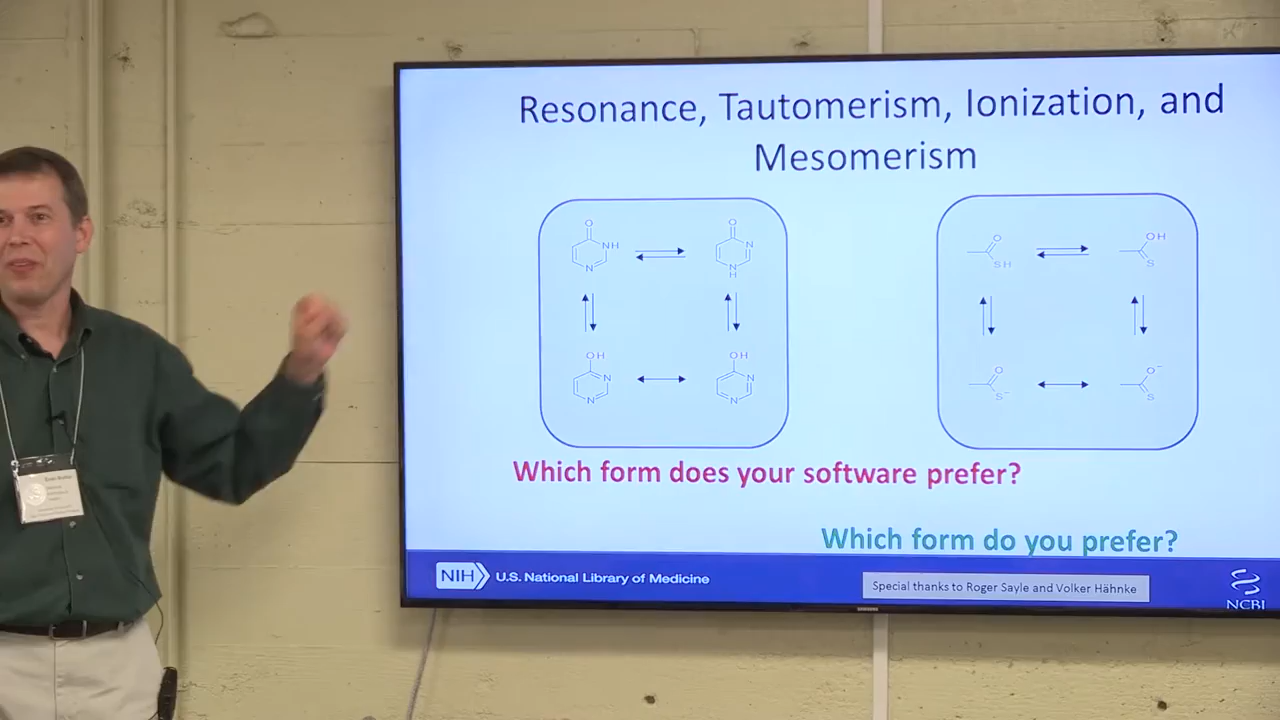 Resonance, Tautomerism, Ionization, and
Mesomerism
O
NH
N
O
N
N
H
OH
N
N
OH
N
N
O
SH
OH
S
O
S⁻
O⁻
S
Which form does your software prefer?
Which form do you prefer?
NIH U.S. National Library of Medicine
Special thanks to Roger Sayle and Volker Hähnke
NCBI